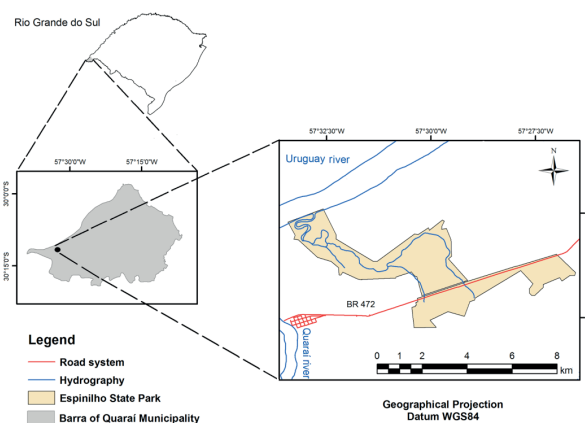 Rio Grande do Sul
57°30'0"W
57°15'0"W
30°0'0"S
30°15'0"S
57°32'30"W
57°30'0"W
57°27'30"W
Uruguay river
N
BR 472
Quaraí river
0 1 2 4 6 8
km
Legend
Road system
Hydrography
Espinilho State Park
Barra of Quaraí Municipality
Geographical Projection
Datum WGS84